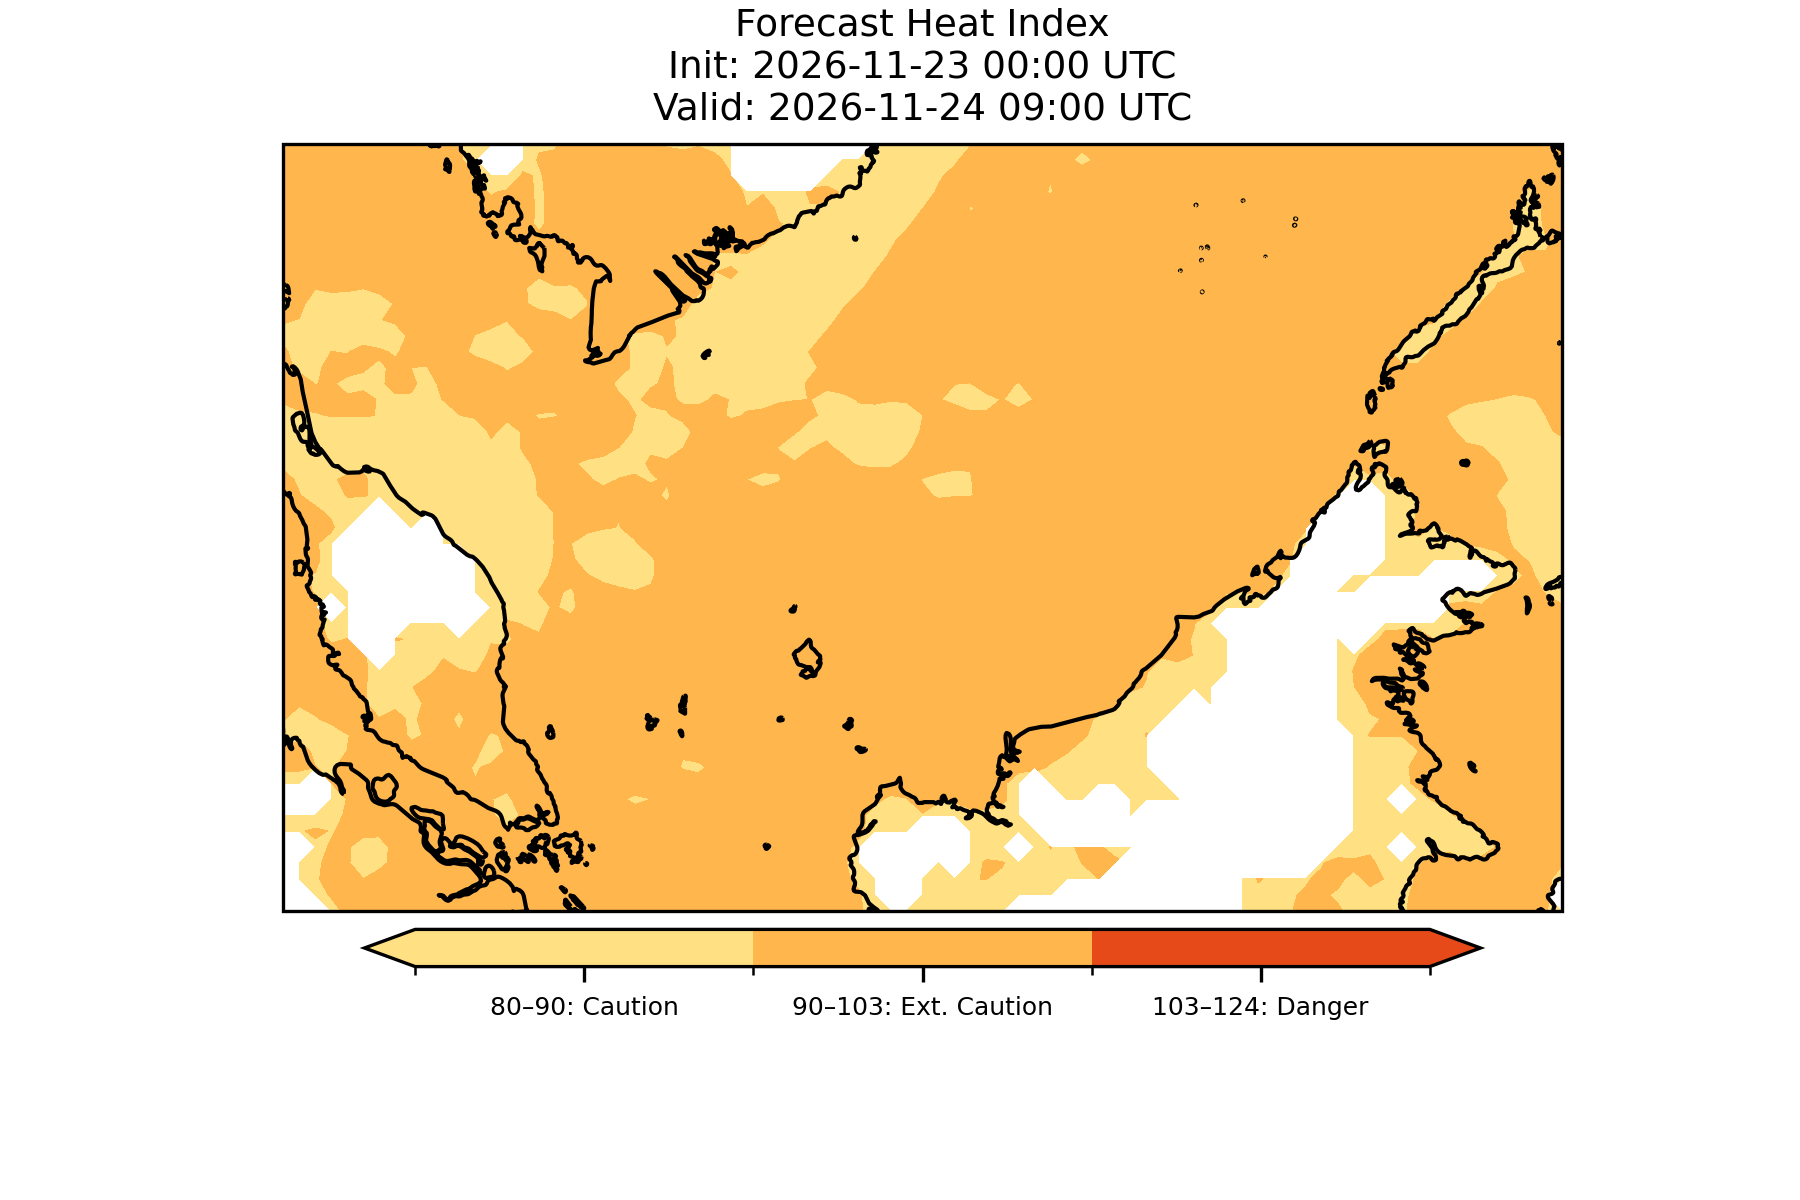 Forecast Heat Index
Init: 2026-11-23 00:00 UTC
Valid: 2026-11-24 09:00 UTC
80–90: Caution
90–103: Ext. Caution
103–124: Danger